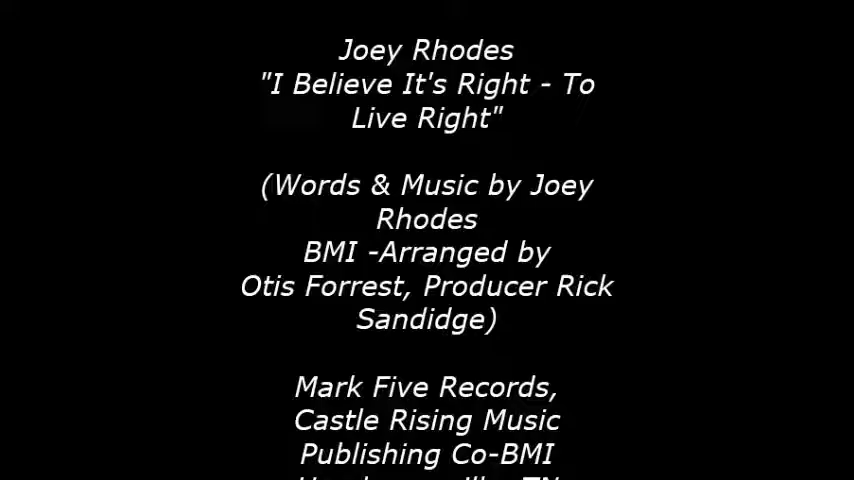 Joey Rhodes
"I Believe It's Right - To
Live Right"
(Words & Music by Joey
Rhodes
BMI -Arranged by
Otis Forrest, Producer Rick
Sandidge)
Mark Five Records,
Castle Rising Music
Publishing Co-BMI